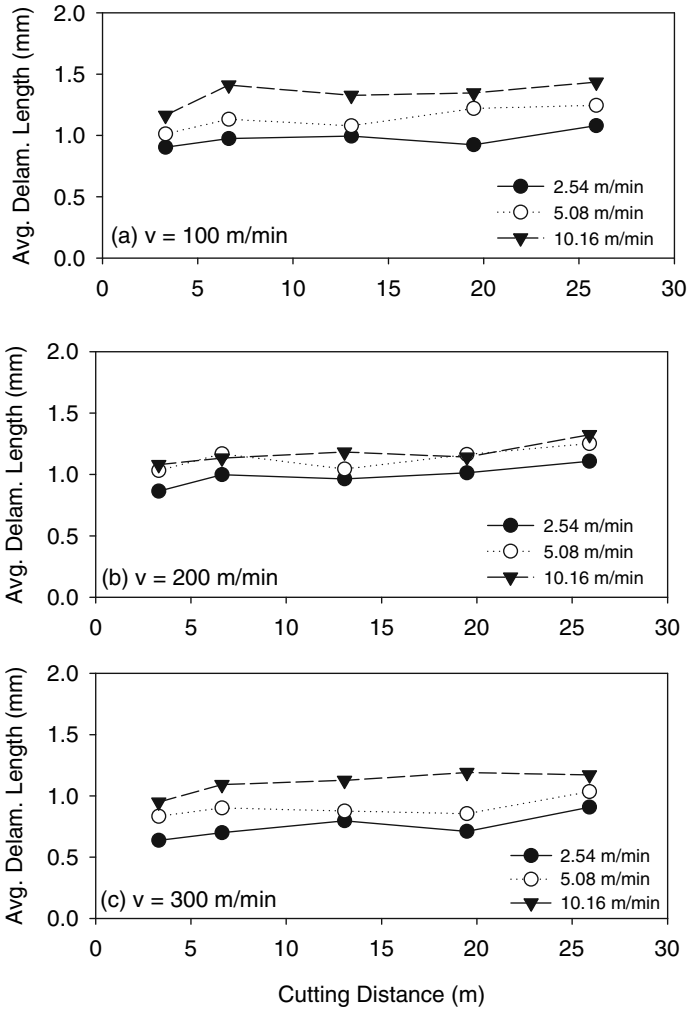 2.0
1.5
1.0
0.5
0.0
Avg. Delam. Length (mm)
2.54 m/min
5.08 m/min
10.16 m/min
(a) v = 100 m/min
0 5 10 15 20 25 30
2.0
1.5
1.0
0.5
0.0
Avg. Delam. Length (mm)
2.54 m/min
5.08 m/min
10.16 m/min
(b) v = 200 m/min
0 5 10 15 20 25 30
2.0
1.5
1.0
0.5
0.0
Avg. Delam. Length (mm)
2.54 m/min
5.08 m/min
10.16 m/min
(c) v = 300 m/min
0 5 10 15 20 25 30
Cutting Distance (m)